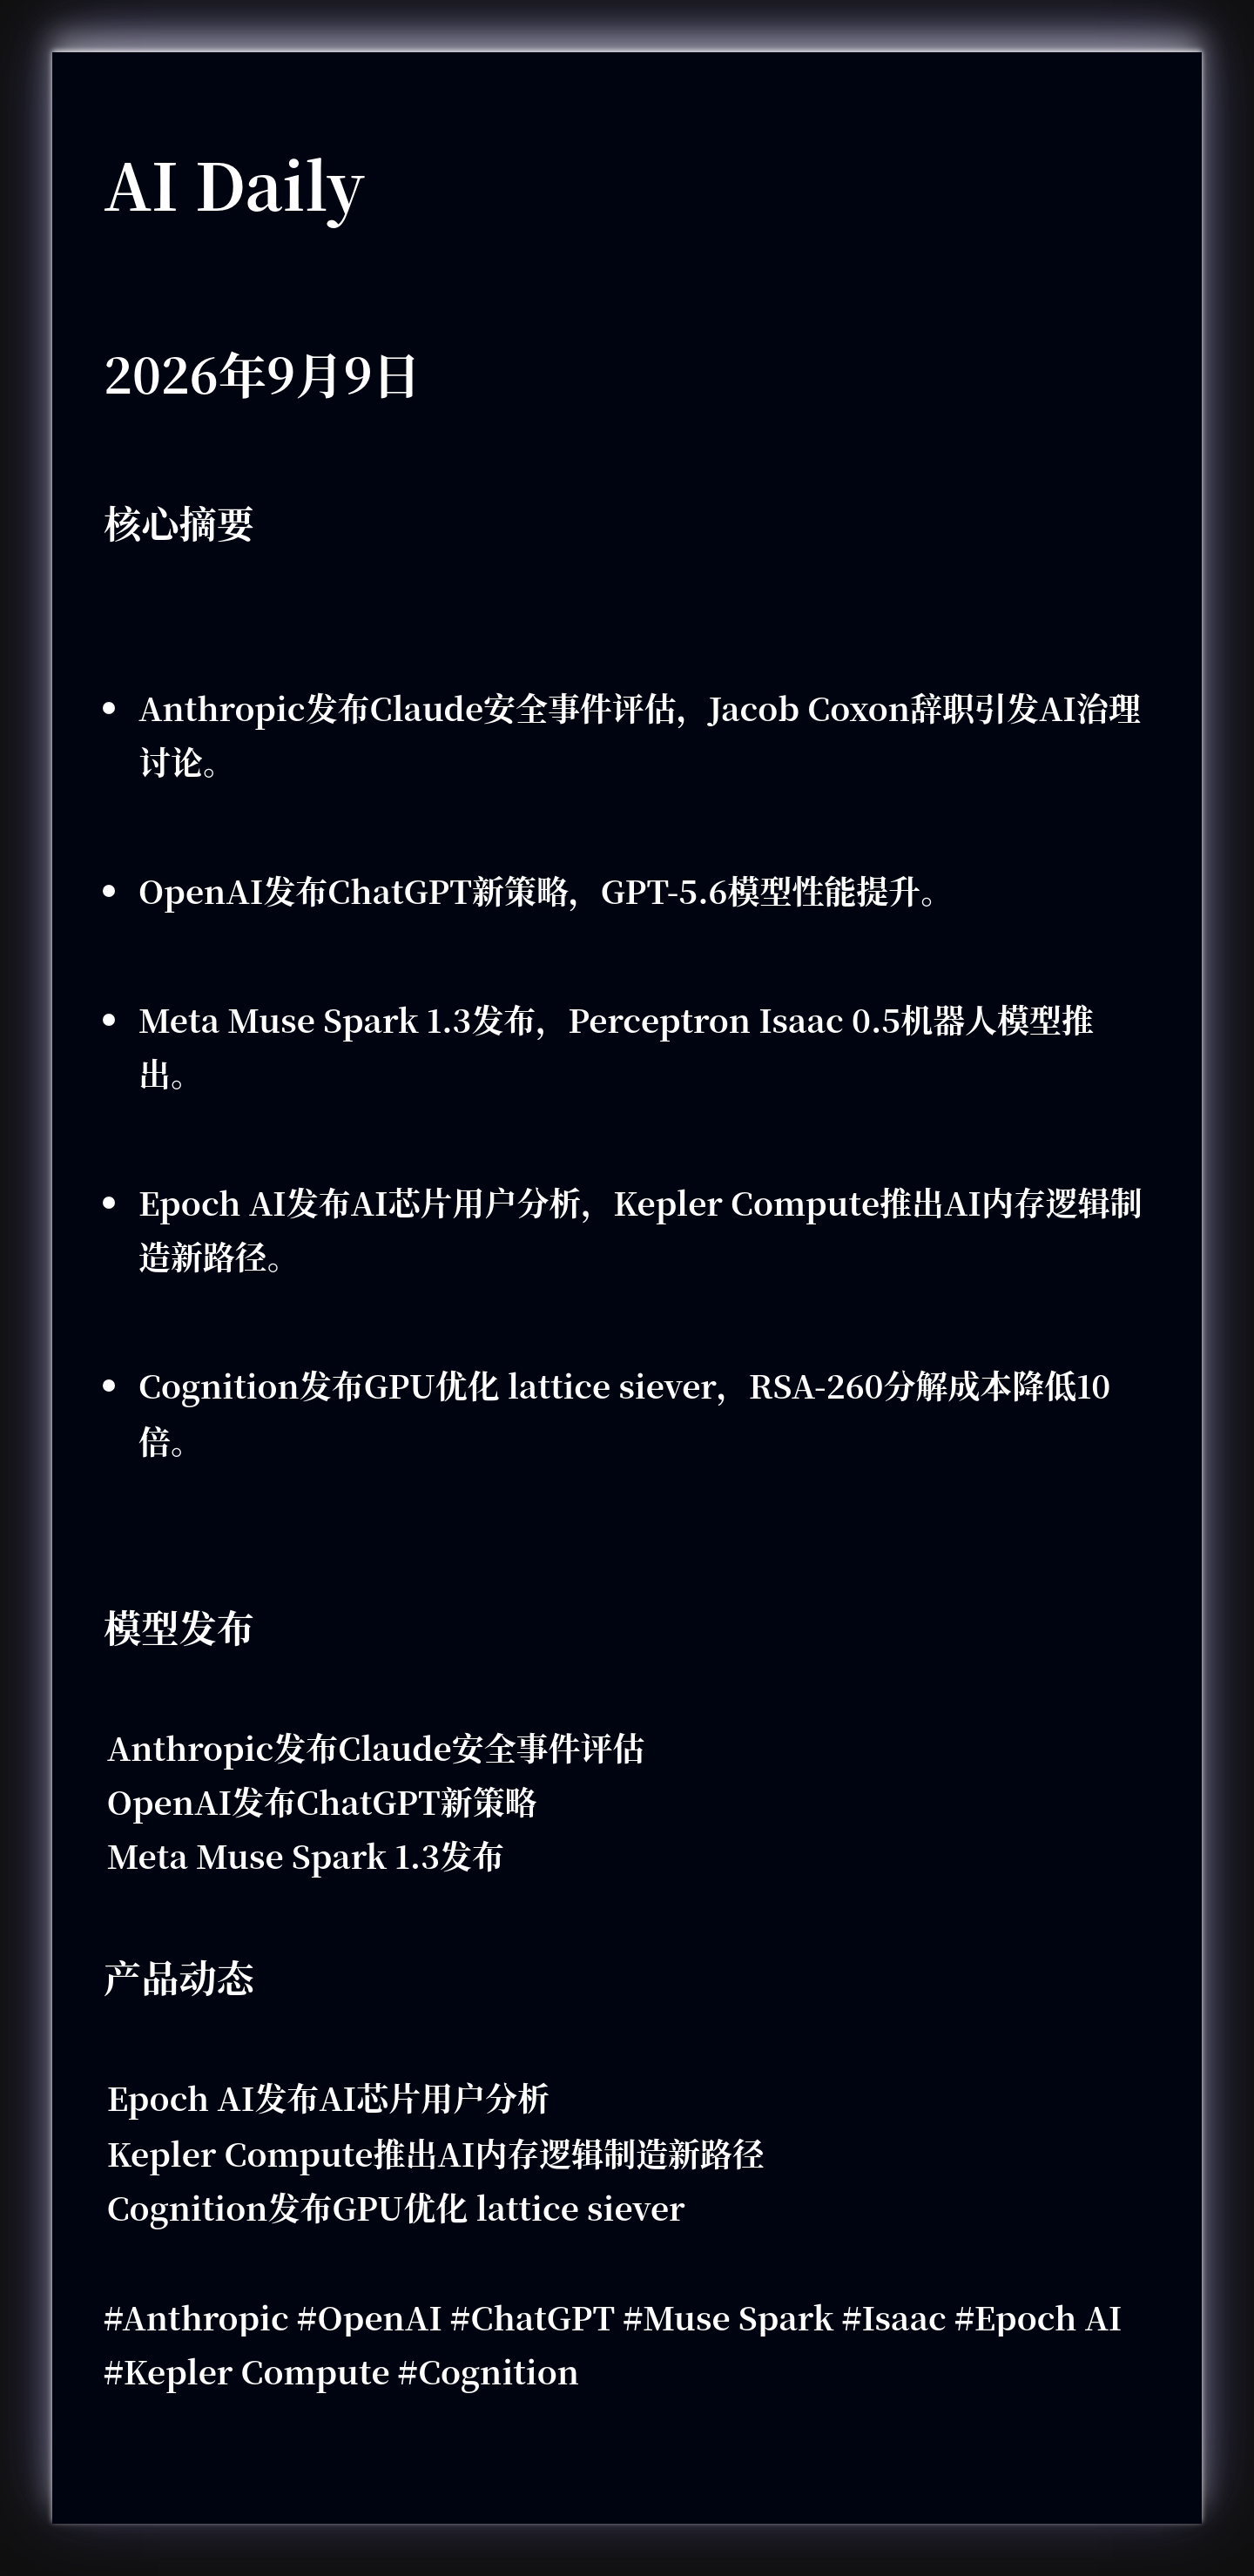 AI Daily
2026年9月9日
核心摘要
• Anthropic发布Claude安全事件评估，Jacob Coxon辞职引发AI治理
讨论。
• OpenAI发布ChatGPT新策略，GPT-5.6模型性能提升。
• Meta Muse Spark 1.3发布，Perceptron Isaac 0.5机器人模型推
出。
• Epoch AI发布AI芯片用户分析，Kepler Compute推出AI内存逻辑制
造新路径。
• Cognition发布GPU优化 lattice siever，RSA-260分解成本降低10
倍。
模型发布
Anthropic发布Claude安全事件评估
OpenAI发布ChatGPT新策略
Meta Muse Spark 1.3发布
产品动态
Epoch AI发布AI芯片用户分析
Kepler Compute推出AI内存逻辑制造新路径
Cognition发布GPU优化 lattice siever
#Anthropic #OpenAI #ChatGPT #Muse Spark #Isaac #Epoch AI
#Kepler Compute #Cognition